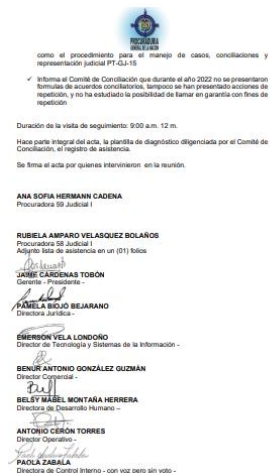 PROCURADURIA
GENERAL DE LA NACION
como el procedimiento para el manejo de casos, conciliaciones y
representación judicial PT-GJ-15
✓ Informa el Comité de Conciliación que durante el año 2022 no se presentaron
formulas de acuerdos conciliatorios, tampoco se han presentado acciones de
repetición, y no ha estudiado la posibilidad de llamar en garantía con fines de
repetición
Duración de la visita de seguimiento: 9:00 a.m. 12 m.
Hace parte integral del acta, la plantilla de diagnóstico diligenciada por el Comité de
Conciliación, el registro de asistencia.
Se firma el acta por quienes intervinieron en la reunión.
ANA SOFIA HERMANN CADENA
Procuradora 99 Judicial I
RUBIELA AMPARO VELASQUEZ BOLAÑOS
Procuradora 58 Judicial I
Adjunto lista de asistencia en un (01) folios
JAIME CÁRDENAS TOBÓN
Gerente - Presidente -
PAMELA BIOJÓ BEJARANO
Directora Jurídica -
EMERSON VELA LONDOÑO
Director de Tecnología y Sistemas de la Información -
BENUR ANTONIO GONZÁLEZ GUZMÁN
Director Comercial -
BELSY MABEL MONTAÑA HERRERA
Directora de Desarrollo Humano –
ANTONIO CERÓN TORRES
Director Operativo -
PAOLA ZABALA
Directora de Control Interno - con voz pero sin voto -